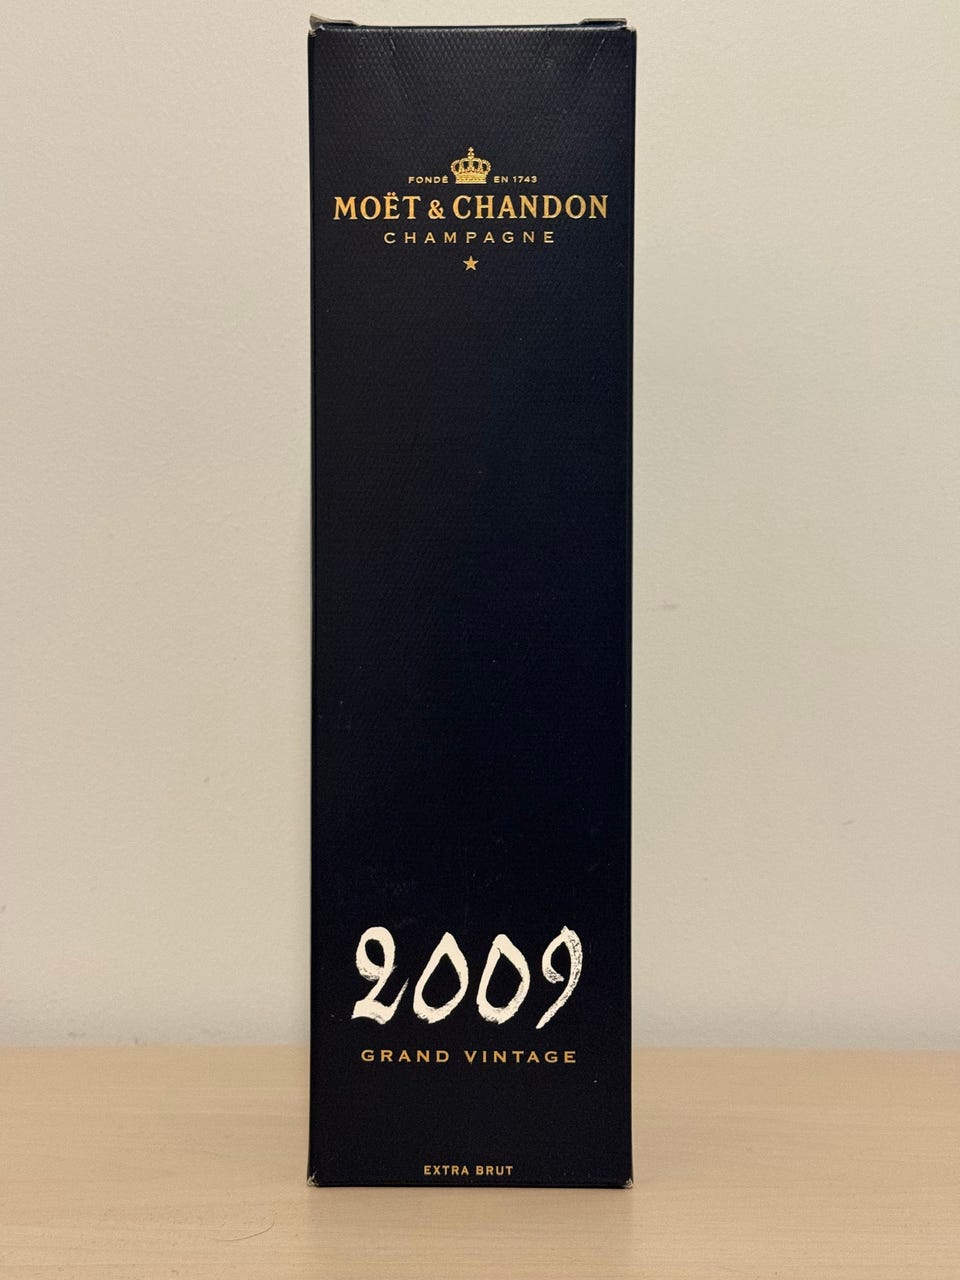 FONDÉ EN 1743
MOËT & CHANDON
CHAMPAGNE
2009
GRAND VINTAGE
EXTRA BRUT